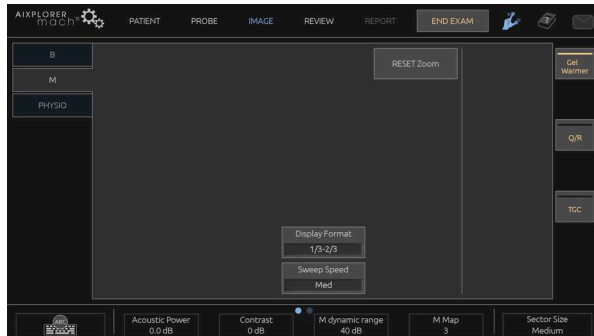 AIXPLORER
mach
PATIENT
PROBE
IMAGE
REVIEW
REPORT
END EXAM
B
M
PHYSIO
RESET Zoom
Gel
Warmer
Q/R
TGC
Display Format
1/3-2/3
Sweep Speed
Med
ABC
Acoustic Power
0.0 dB
Contrast
0 dB
M dynamic range
40 dB
M Map
3
Sector Size
Medium